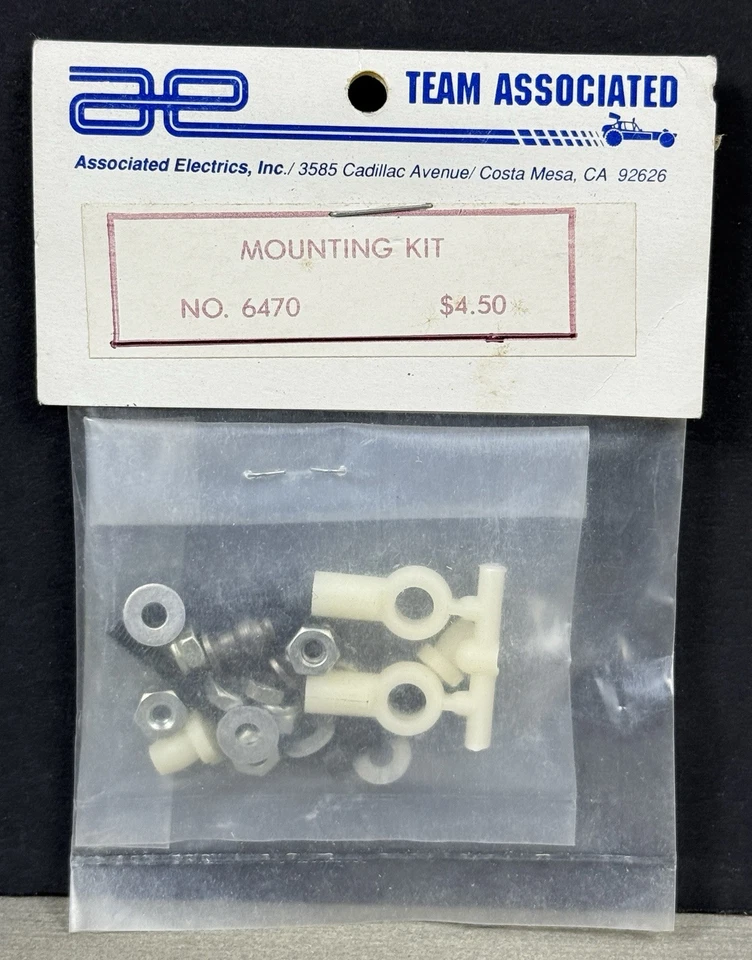 ae TEAM ASSOCIATED
Associated Electrics, Inc./ 3585 Cadillac Avenue/ Costa Mesa, CA 92626
MOUNTING KIT
NO. 6470 $4.50